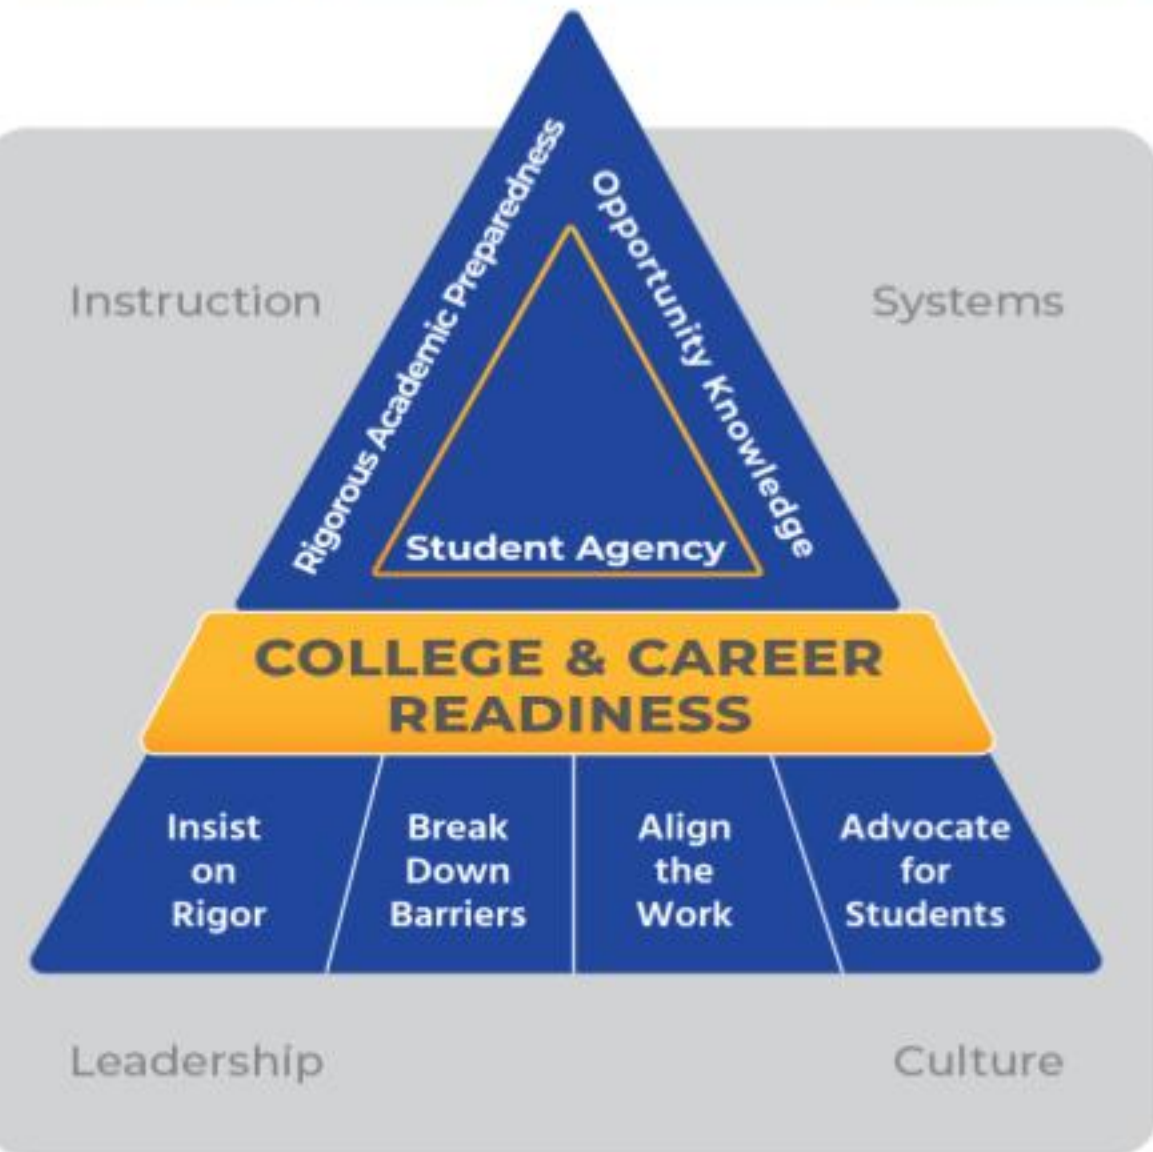 Rigorous Academic Preparedness
Opportunity Knowledge
Instruction
Systems
Student Agency
COLLEGE & CAREER
READINESS
Insist
on
Rigor
Break
Down
Barriers
Align
the
Work
Advocate
for
Students
Leadership
Culture